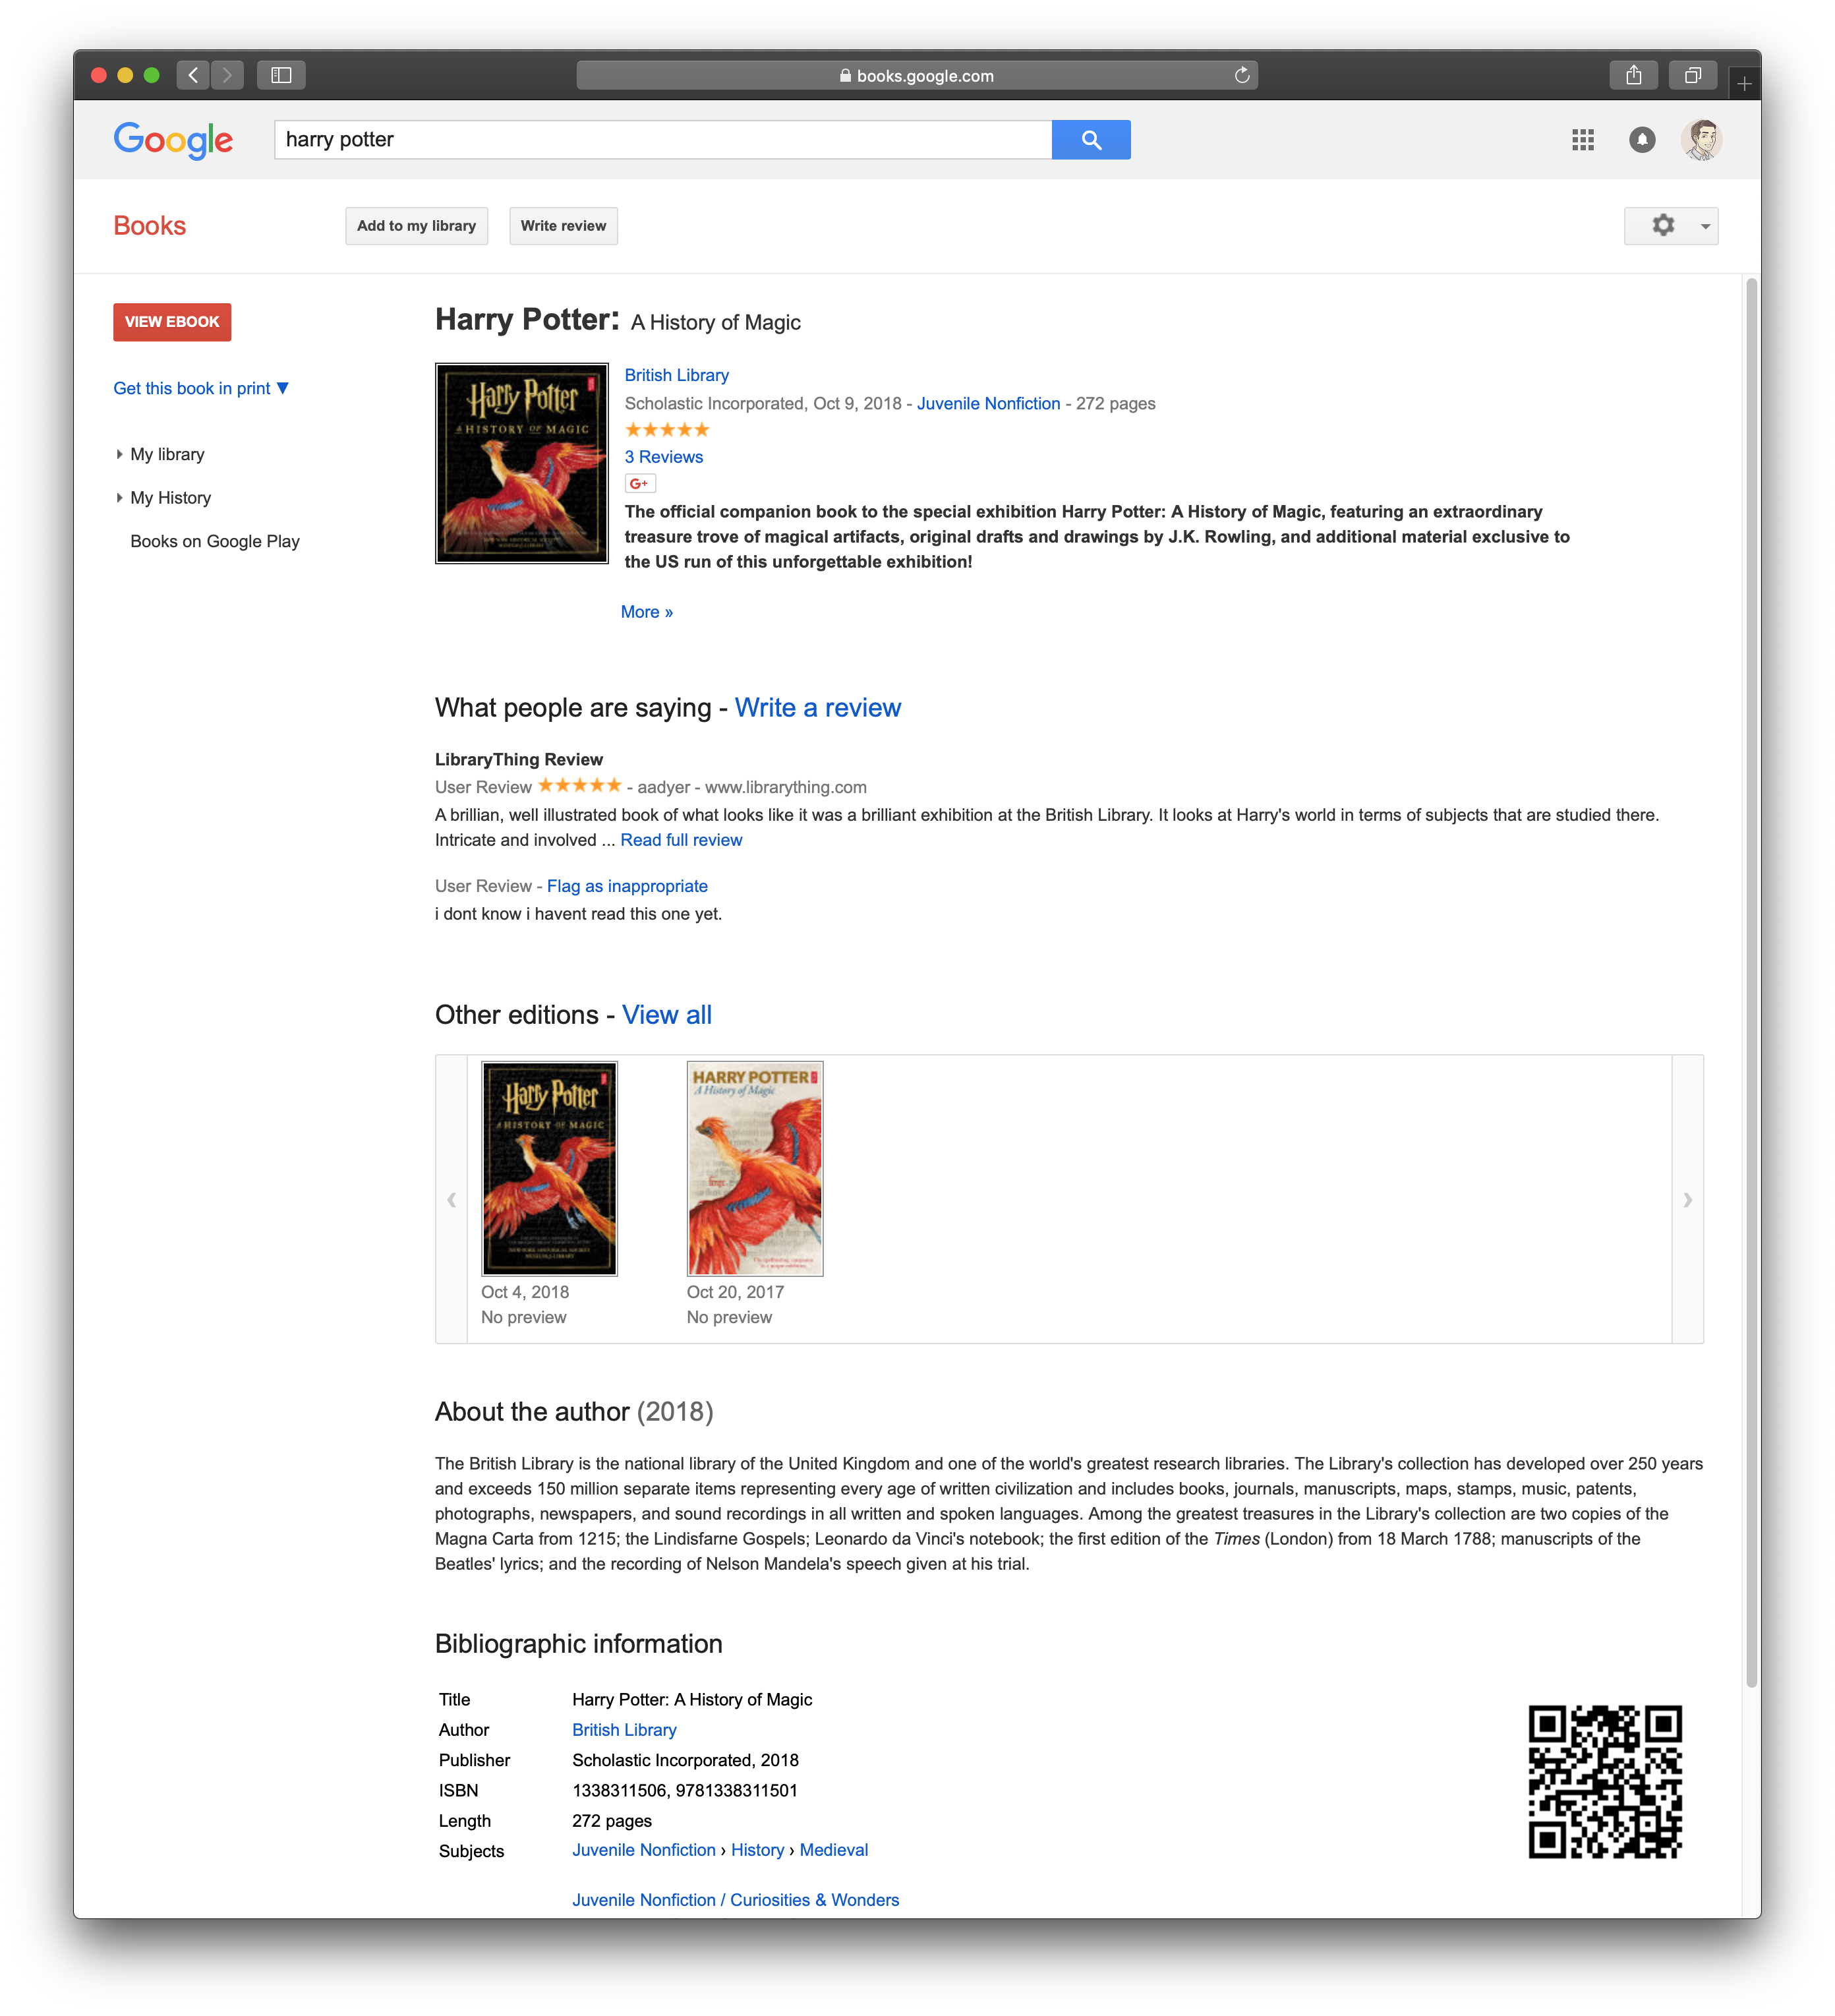 books.google.com
Google
harry potter
Books
Add to my library
Write review
VIEW EBOOK
Get this book in print ▼
My library
My History
Books on Google Play
Harry Potter: A History of Magic
Harry Potter
A HISTORY OF MAGIC
British Library
Scholastic Incorporated, Oct 9, 2018 - Juvenile Nonfiction - 272 pages
3 Reviews
G+
The official companion book to the special exhibition Harry Potter: A History of Magic, featuring an extraordinary
treasure trove of magical artifacts, original drafts and drawings by J.K. Rowling, and additional material exclusive to
the US run of this unforgettable exhibition!
More »
What people are saying - Write a review
LibraryThing Review
User Review - aadyer - www.librarything.com
A brillian, well illustrated book of what looks like it was a brilliant exhibition at the British Library. It looks at Harry's world in terms of subjects that are studied there.
Intricate and involved ... Read full review
User Review - Flag as inappropriate
i dont know i havent read this one yet.
Other editions - View all
Harry Potter
A HISTORY OF MAGIC
NEW-YORK HISTORICAL SOCIETY
MUSEUM & LIBRARY
Oct 4, 2018
No preview
HARRY POTTER
A History of Magic
Oct 20, 2017
No preview
About the author (2018)
The British Library is the national library of the United Kingdom and one of the world's greatest research libraries. The Library's collection has developed over 250 years
and exceeds 150 million separate items representing every age of written civilization and includes books, journals, manuscripts, maps, stamps, music, patents,
photographs, newspapers, and sound recordings in all written and spoken languages. Among the greatest treasures in the Library's collection are two copies of the
Magna Carta from 1215; the Lindisfarne Gospels; Leonardo da Vinci's notebook; the first edition of the Times (London) from 18 March 1788; manuscripts of the
Beatles' lyrics; and the recording of Nelson Mandela's speech given at his trial.
Bibliographic information
Title Harry Potter: A History of Magic
Author British Library
Publisher Scholastic Incorporated, 2018
ISBN 1338311506, 9781338311501
Length 272 pages
Subjects Juvenile Nonfiction › History › Medieval
Juvenile Nonfiction / Curiosities & Wonders